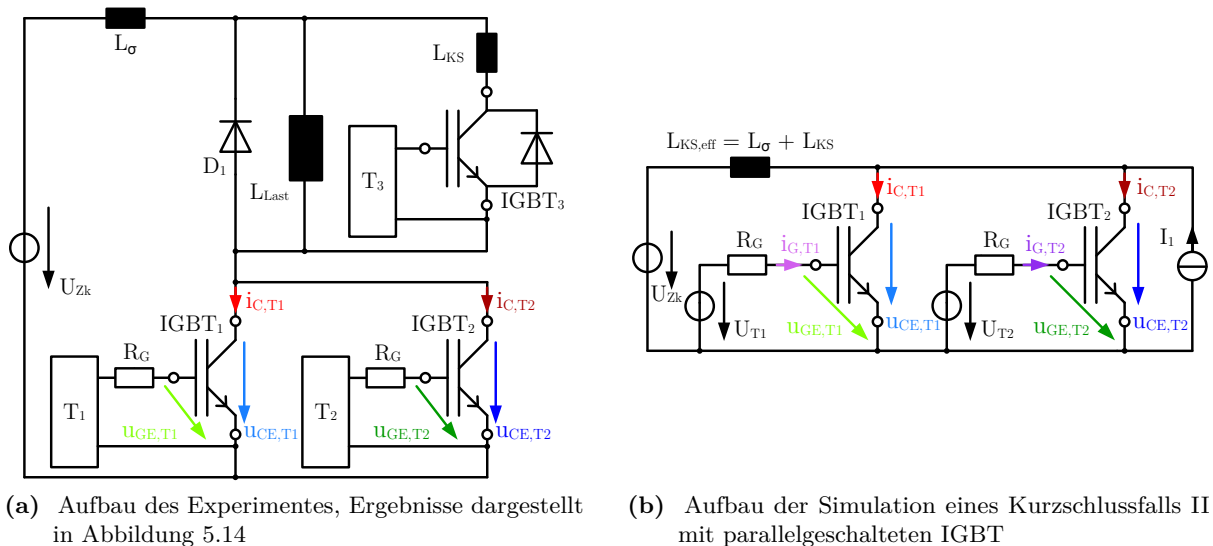 Lσ
LKS
D1
LLast
T3
IGBT3
UZk
iC,T1
iC,T2
IGBT1
IGBT2
RG
RG
T1
T2
uGE,T1
uCE,T1
uGE,T2
uCE,T2
(a) Aufbau des Experimentes, Ergebnisse dargestellt
in Abbildung 5.14
LKS,eff = Lσ + LKS
iC,T1
iC,T2
IGBT1
IGBT2
I1
RG
iG,T1
RG
iG,T2
UZk
UT1
uGE,T1
uCE,T1
UT2
uGE,T2
uCE,T2
(b) Aufbau der Simulation eines Kurzschlussfalls II
mit parallelgeschalteten IGBT